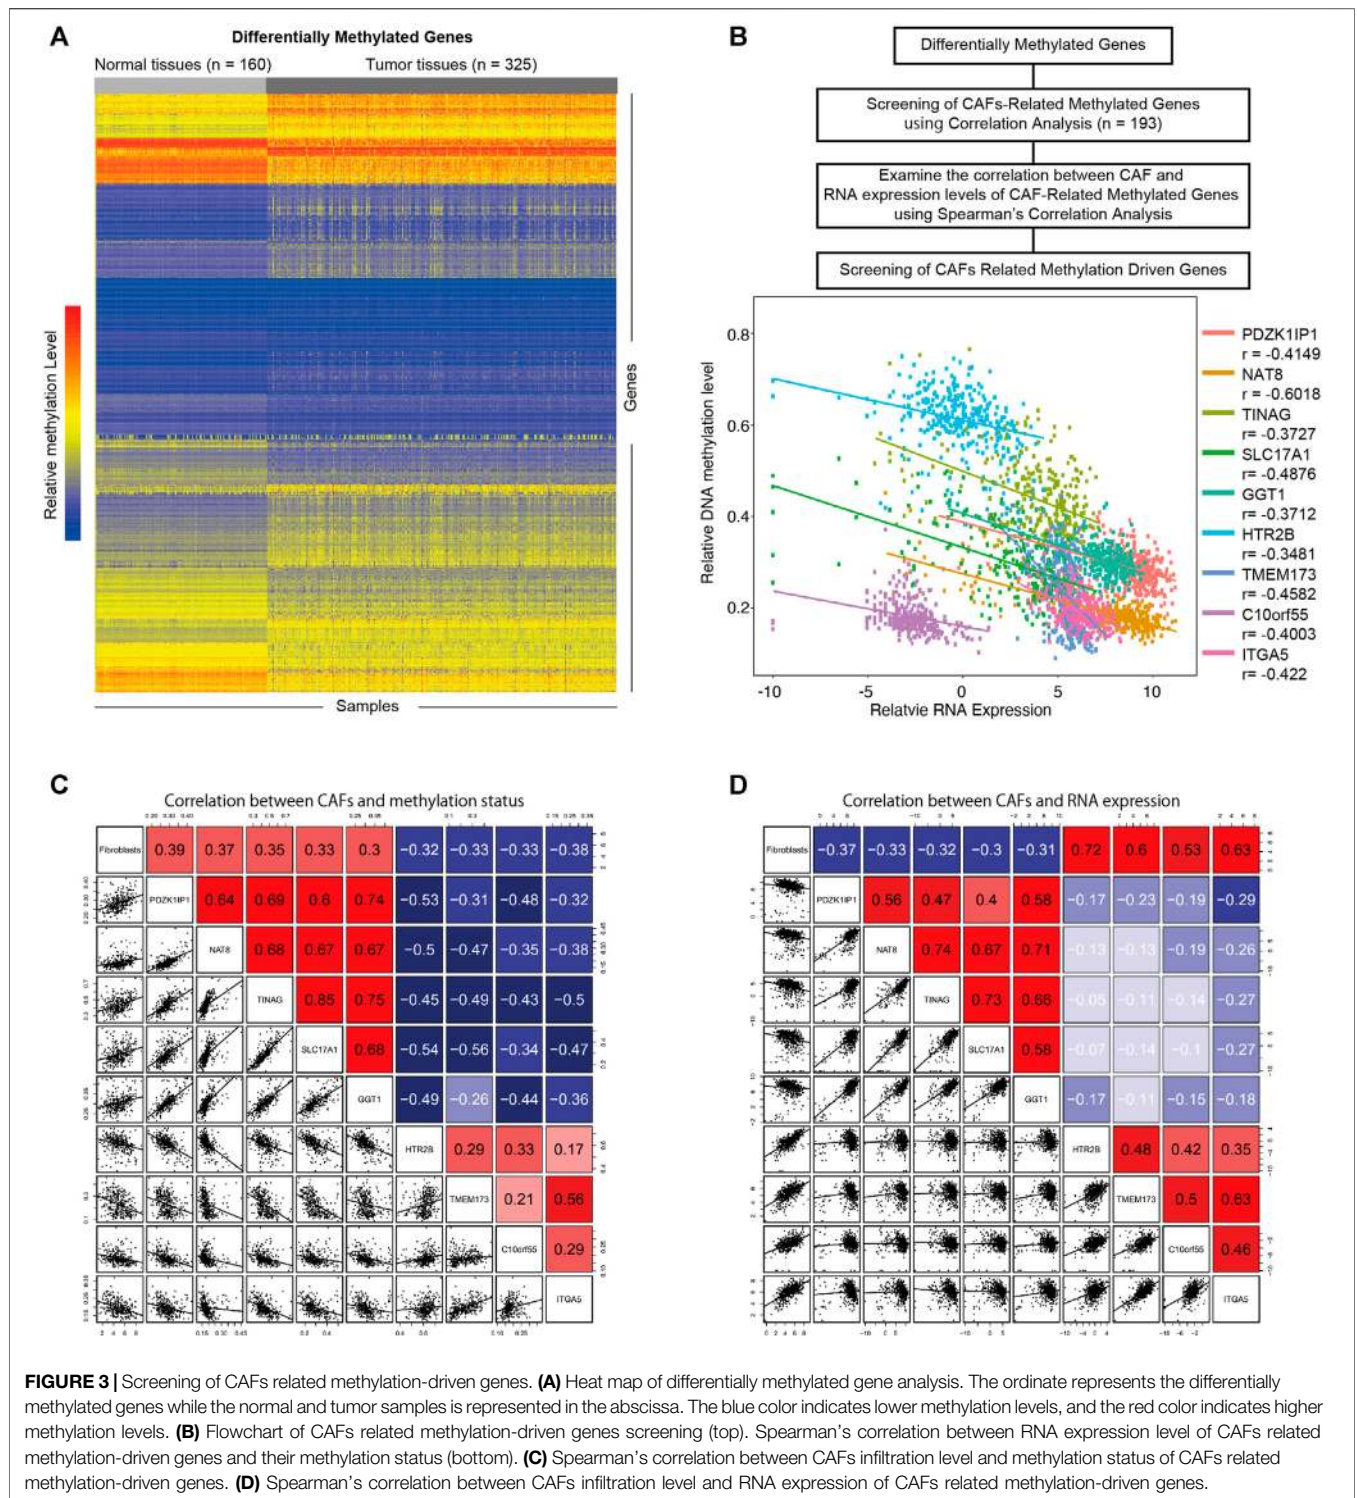 A
Differentially Methylated Genes
Normal tissues (n = 160)
Tumor tissues (n = 325)
Relative methylation Level
Genes
Samples
B
Differentially Methylated Genes
Screening of CAFs-Related Methylated Genes
using Correlation Analysis (n = 193)
Examine the correlation between CAF and
RNA expression levels of CAF-Related Methylated Genes
using Spearman's Correlation Analysis
Screening of CAFs Related Methylation Driven Genes
Relative DNA methylation level
0.8
0.6
0.4
0.2
-10
-5
0
5
10
Relatvie RNA Expression
PDZK1IP1
r = -0.4149
NAT8
r = -0.6018
TINAG
r= -0.3727
SLC17A1
r= -0.4876
GGT1
r= -0.3712
HTR2B
r= -0.3481
TMEM173
r= -0.4582
C10orf55
r= -0.4003
ITGA5
r= -0.422
C
Correlation between CAFs and methylation status
Fibroblasts 0.39 0.37 0.35 0.33 0.3 −0.32 −0.33 −0.33 −0.38
PDZK1IP1 0.64 0.69 0.6 0.74 −0.53 −0.31 −0.48 −0.32
NAT8 0.68 0.67 0.67 −0.5 −0.47 −0.35 −0.38
TINAG 0.85 0.75 −0.45 −0.49 −0.43 −0.5
SLC17A1 0.68 −0.54 −0.56 −0.34 −0.47
GGT1 −0.49 −0.26 −0.44 −0.36
HTR2B 0.29 0.33 0.17
TMEM173 0.21 0.56
C10orf55 0.29
ITGA5
D
Correlation between CAFs and RNA expression
Fibroblasts −0.37 −0.33 −0.32 −0.3 −0.31 0.72 0.6 0.53 0.63
PDZK1IP1 0.56 0.47 0.4 0.58 −0.17 −0.23 −0.19 −0.29
NAT8 0.74 0.67 0.71 −0.13 −0.13 −0.19 −0.26
TINAG 0.73 0.66 −0.05 −0.11 −0.14 −0.27
SLC17A1 0.58 −0.07 −0.14 −0.1 −0.27
GGT1 −0.17 −0.11 −0.15 −0.18
HTR2B 0.48 0.42 0.35
TMEM173 0.5 0.63
C10orf55 0.46
ITGA5
FIGURE 3 | Screening of CAFs related methylation-driven genes. (A) Heat map of differentially methylated gene analysis. The ordinate represents the differentially
methylated genes while the normal and tumor samples is represented in the abscissa. The blue color indicates lower methylation levels, and the red color indicates higher
methylation levels. (B) Flowchart of CAFs related methylation-driven genes screening (top). Spearman's correlation between RNA expression level of CAFs related
methylation-driven genes and their methylation status (bottom). (C) Spearman's correlation between CAFs infiltration level and methylation status of CAFs related
methylation-driven genes. (D) Spearman's correlation between CAFs infiltration level and RNA expression of CAFs related methylation-driven genes.